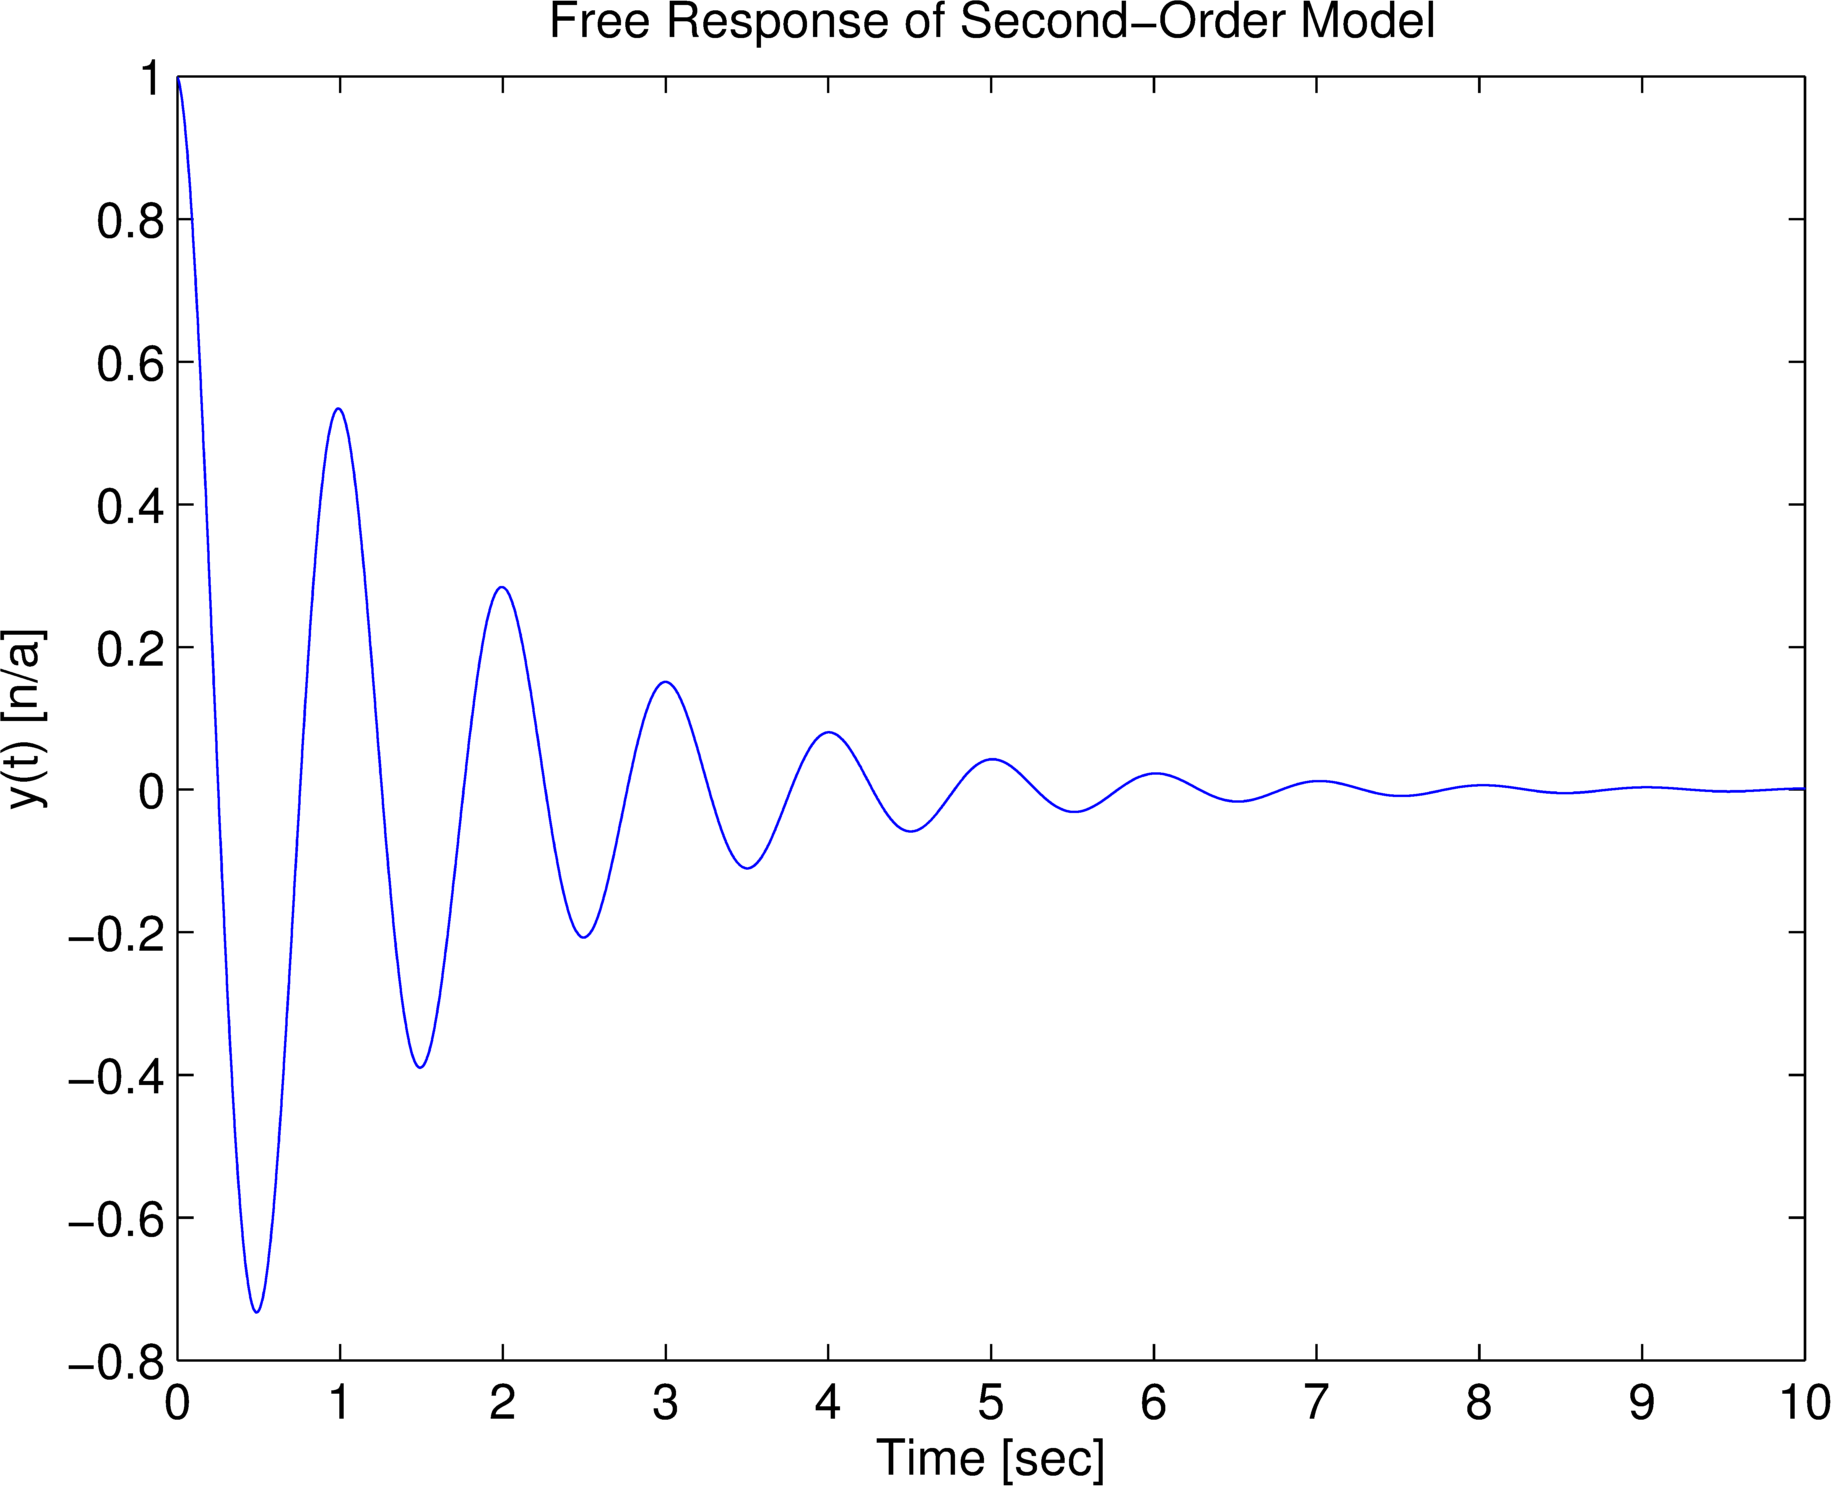 Free Response of Second−Order Model
1
0.8
0.6
0.4
0.2
0
−0.2
−0.4
−0.6
−0.8
y(t) [n/a]
0 1 2 3 4 5 6 7 8 9 10
Time [sec]